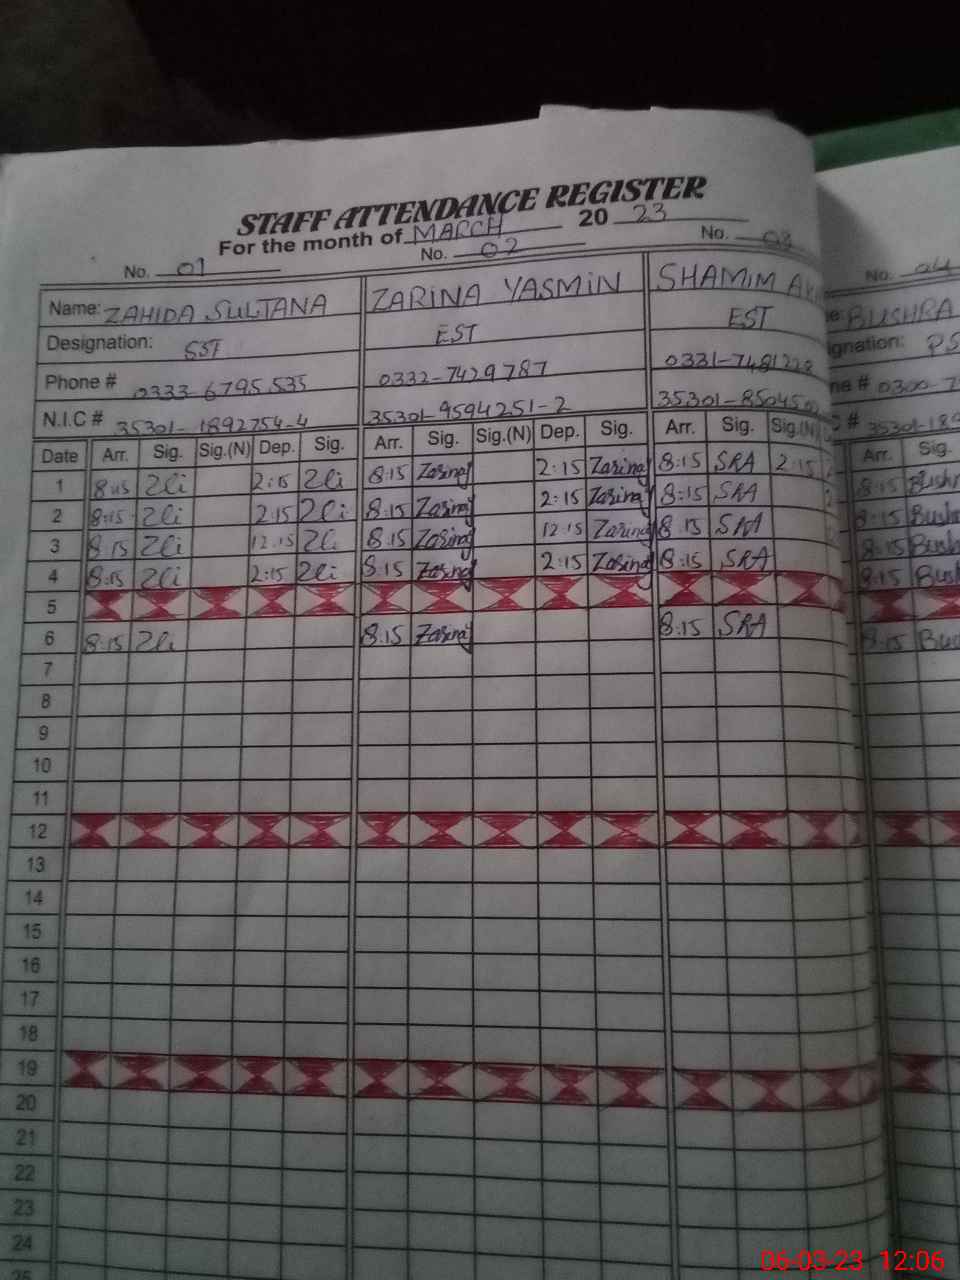 STAFF ATTENDANCE REGISTER
For the month of MARCH 20 23
No. 01 No. 02 No. 03 No. 04
Name: ZAHIDA SULTANA ZARINA YASMIN SHAMIM BUSHRA
Designation: SST EST EST
Phone # 0333-6795535 0332-7429787 0331-7481228
N.I.C # 35301-1892754-4 35301-9594251-2
Date Arr. Sig. Sig.(N) Dep. Sig. Arr. Sig. Sig.(N) Dep. Sig. Arr. Sig. Sig.(N) Arr. Sig.
1 2:15 8:15 Zarina 2:15 Zarina 8:15 SRA 2:15 8:15
2 8:15 2:15 8:15 Zarina 2:15 Zarina 8:15 SRA 8:15
3 8:15 12:15 8:15 Zarina 12:15 Zarina 8:15 SRA 8:15
4 8:15 2:15 8:15 Zarina 2:15 Zarina 8:15 SRA 8:15
5
6 8:15 8:15 Zarina 8:15 SRA 8:15
7
8
9
10
11
12
13
14
15
16
17
18
19
20
21
22
23
24
25
06-03-23 12:06